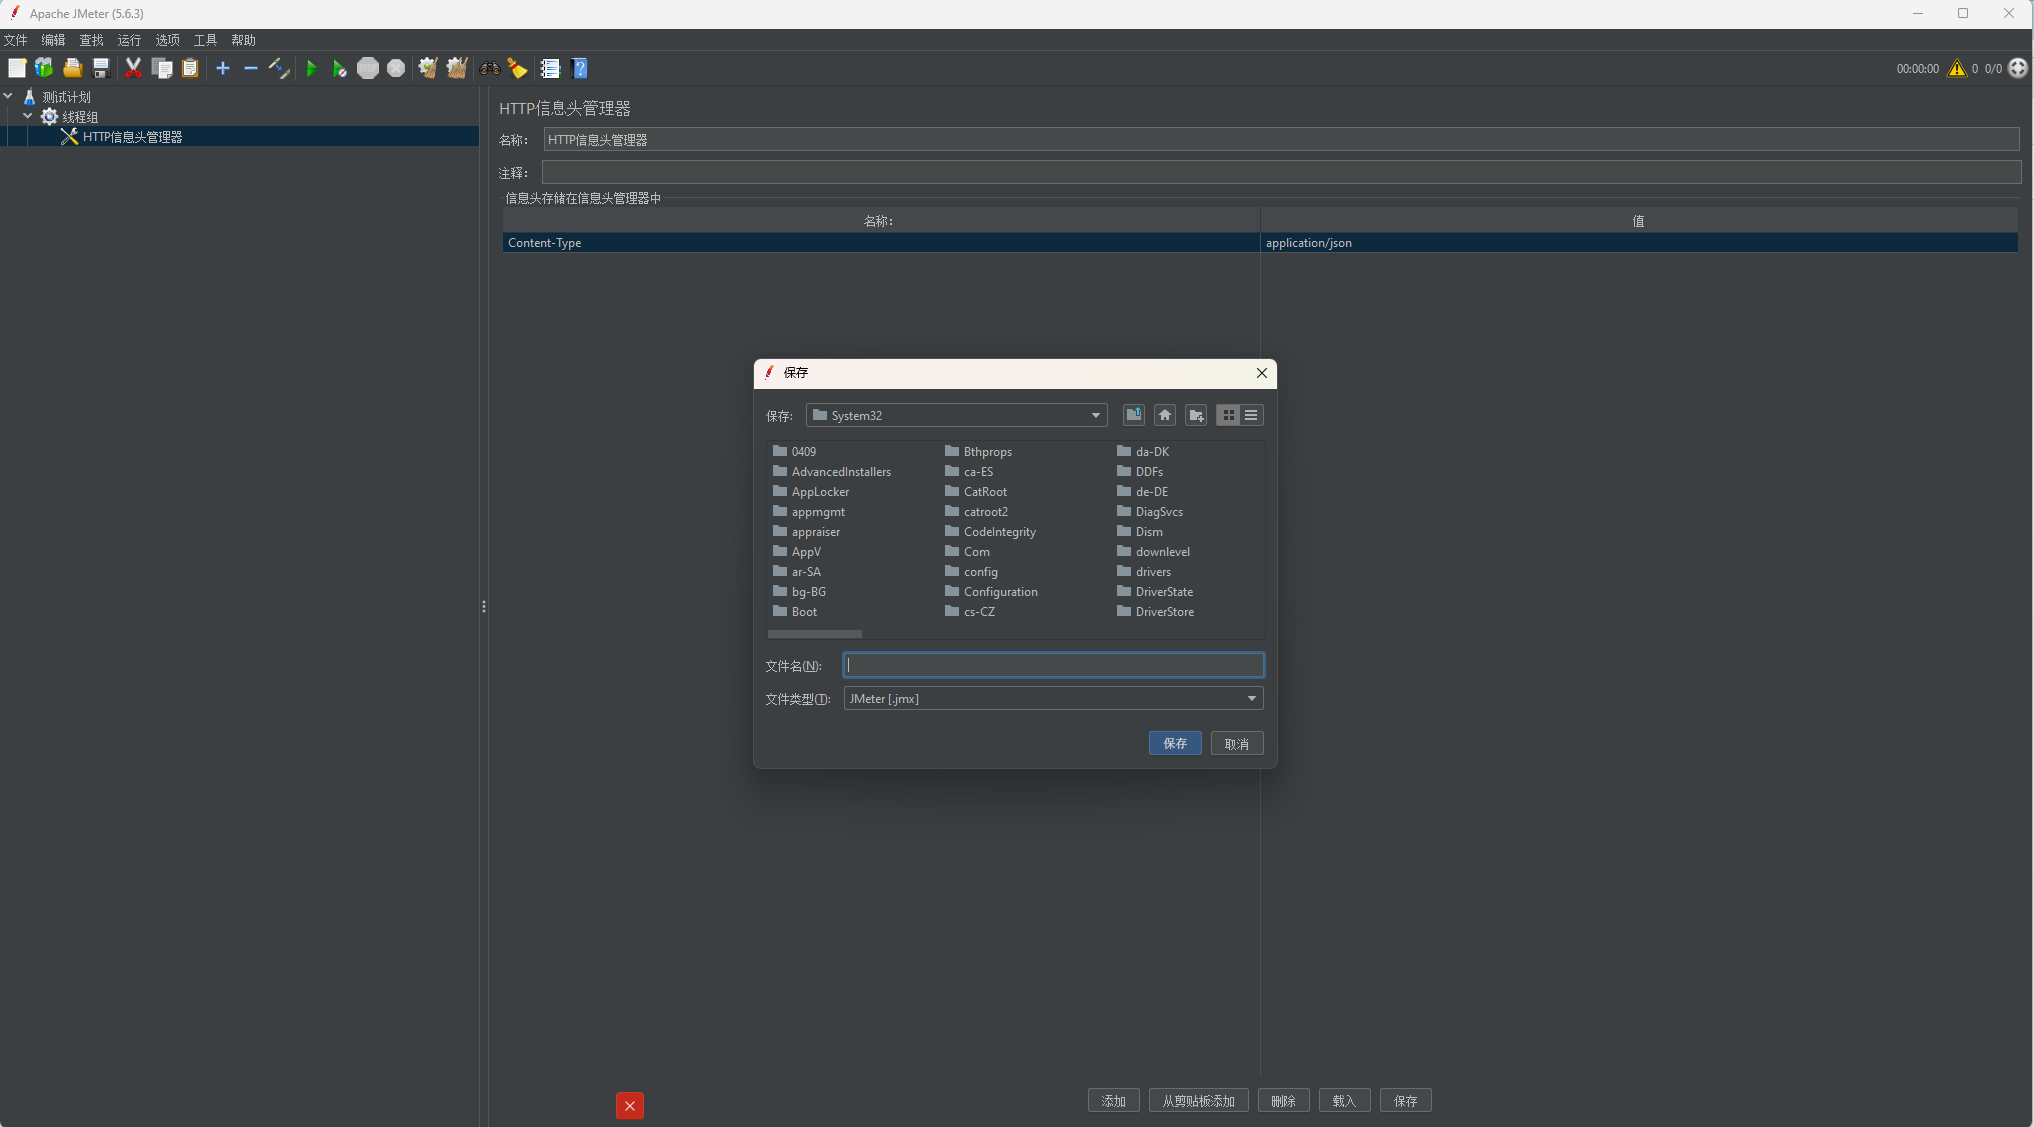 Apache JMeter (5.6.3)
文件 编辑 查找 运行 选项 工具 帮助
00:00:00 0 0/0
测试计划
线程组
HTTP信息头管理器
HTTP信息头管理器
名称： HTTP信息头管理器
注释：
信息头存储在信息头管理器中
名称： 值
Content-Type application/json
保存
保存: System32
0409 Bthprops da-DK
AdvancedInstallers ca-ES DDFs
AppLocker CatRoot de-DE
appmgmt catroot2 DiagSvcs
appraiser CodeIntegrity Dism
AppV Com downlevel
ar-SA config drivers
bg-BG Configuration DriverState
Boot cs-CZ DriverStore
文件名(N):
文件类型(T): JMeter [.jmx]
保存 取消
添加 从剪贴板添加 删除 载入 保存